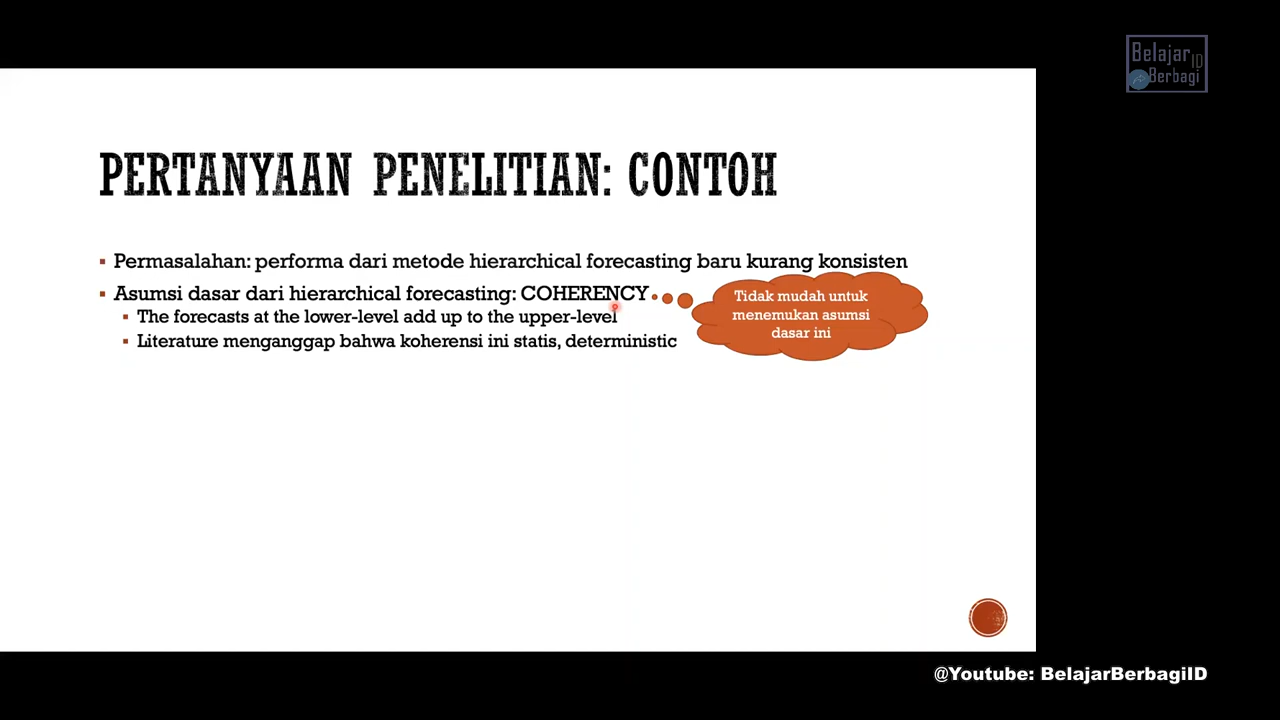 Belajar ID
Berbagi
PERTANYAAN PENELITIAN: CONTOH
Permasalahan: performa dari metode hierarchical forecasting baru kurang konsisten
Asumsi dasar dari hierarchical forecasting: COHERENCY
The forecasts at the lower-level add up to the upper-level
Literature menganggap bahwa koherensi ini statis, deterministic
Tidak mudah untuk
menemukan asumsi
dasar ini
@Youtube: BelajarBerbagiID